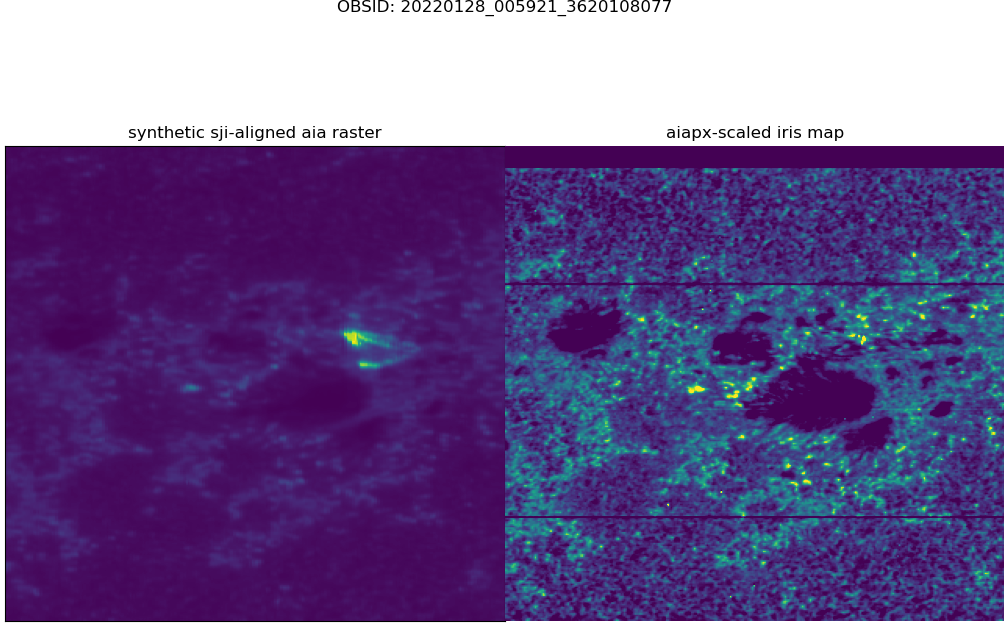 OBSID: 20220128_005921_3620108077
synthetic sji-aligned aia raster
aiapx-scaled iris map